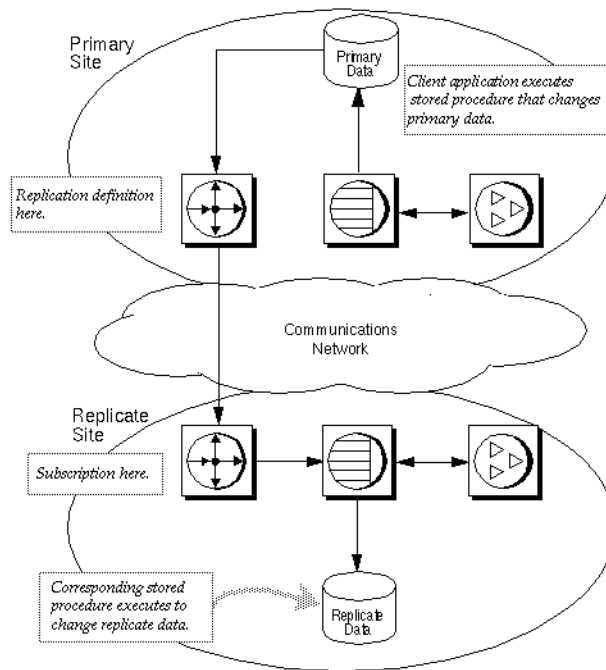 Primary
Site
Primary
Data
Client application executes
stored procedure that changes
primary data.
Replication definition
here.
Communications
Network
Replicate
Site
Subscription here.
Corresponding stored
procedure executes to
change replicate data.
Replicate
Data